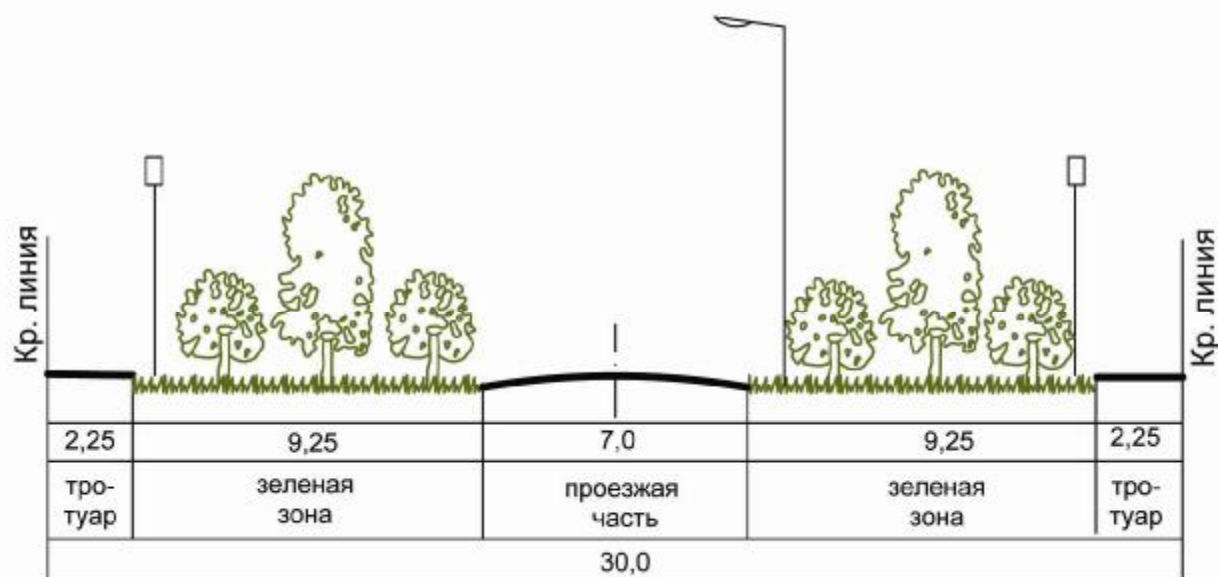 Кр. линия
Кр. линия
2,25 9,25 7,0 9,25 2,25
тро- зеленая проезжая зеленая тро-
туар зона часть зона туар
30,0